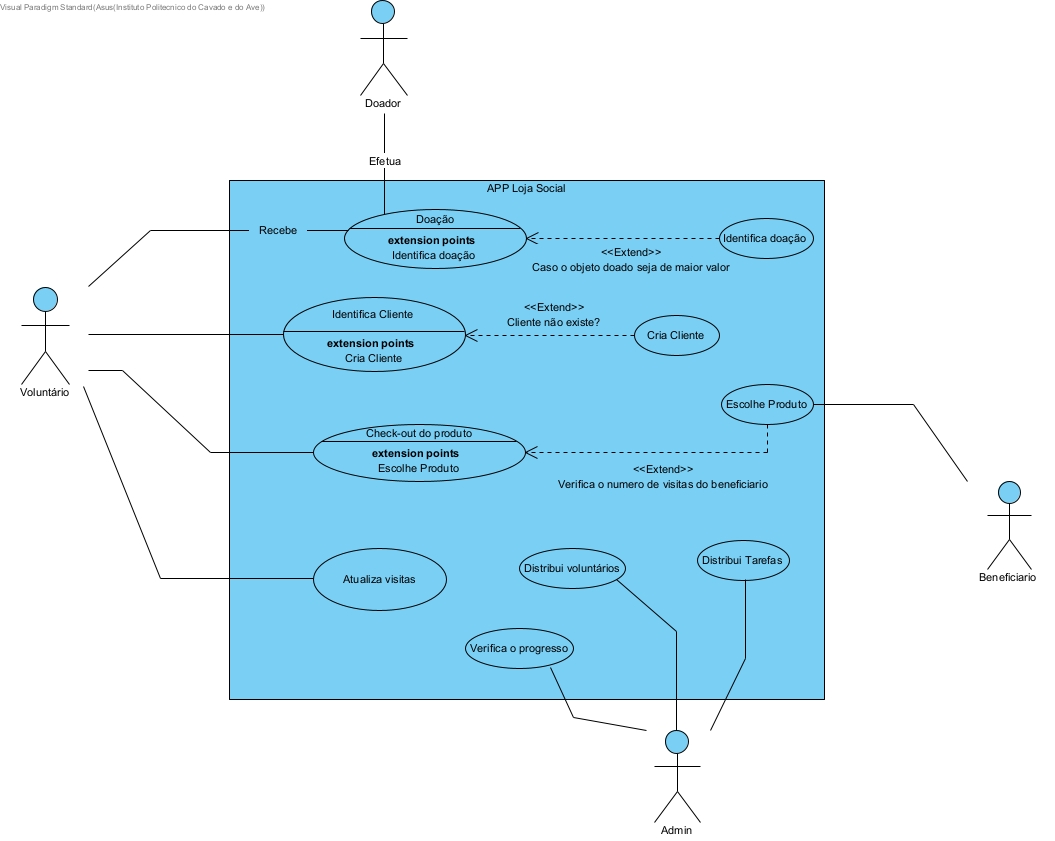 Visual Paradigm Standard(Asus(Instituto Politecnico do Cavado e do Ave))
Doador
Efetua
APP Loja Social
Recebe
Doação
extension points
Identifica doação
Identifica doação
<<Extend>>
Caso o objeto doado seja de maior valor
Identifica Cliente
extension points
Cria Cliente
<<Extend>>
Cliente não existe?
Cria Cliente
Voluntário
Escolhe Produto
Check-out do produto
extension points
Escolhe Produto
<<Extend>>
Verifica o numero de visitas do beneficiario
Beneficiario
Atualiza visitas
Distribui voluntários
Distribui Tarefas
Verifica o progresso
Admin